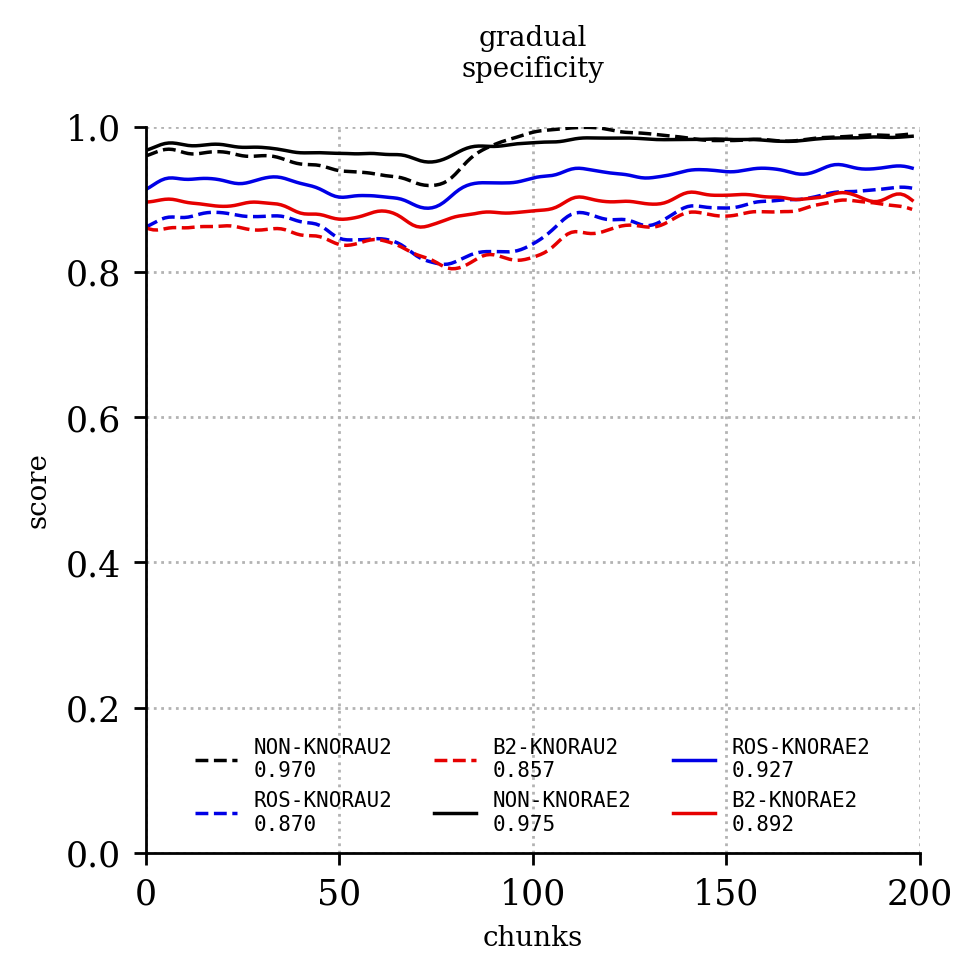 gradual
specificity
1.0
0.8
0.6
0.4
0.2
0.0
score
NON-KNORAU2
0.970
ROS-KNORAU2
0.870
B2-KNORAU2
0.857
NON-KNORAE2
0.975
ROS-KNORAE2
0.927
B2-KNORAE2
0.892
0 50 100 150 200
chunks